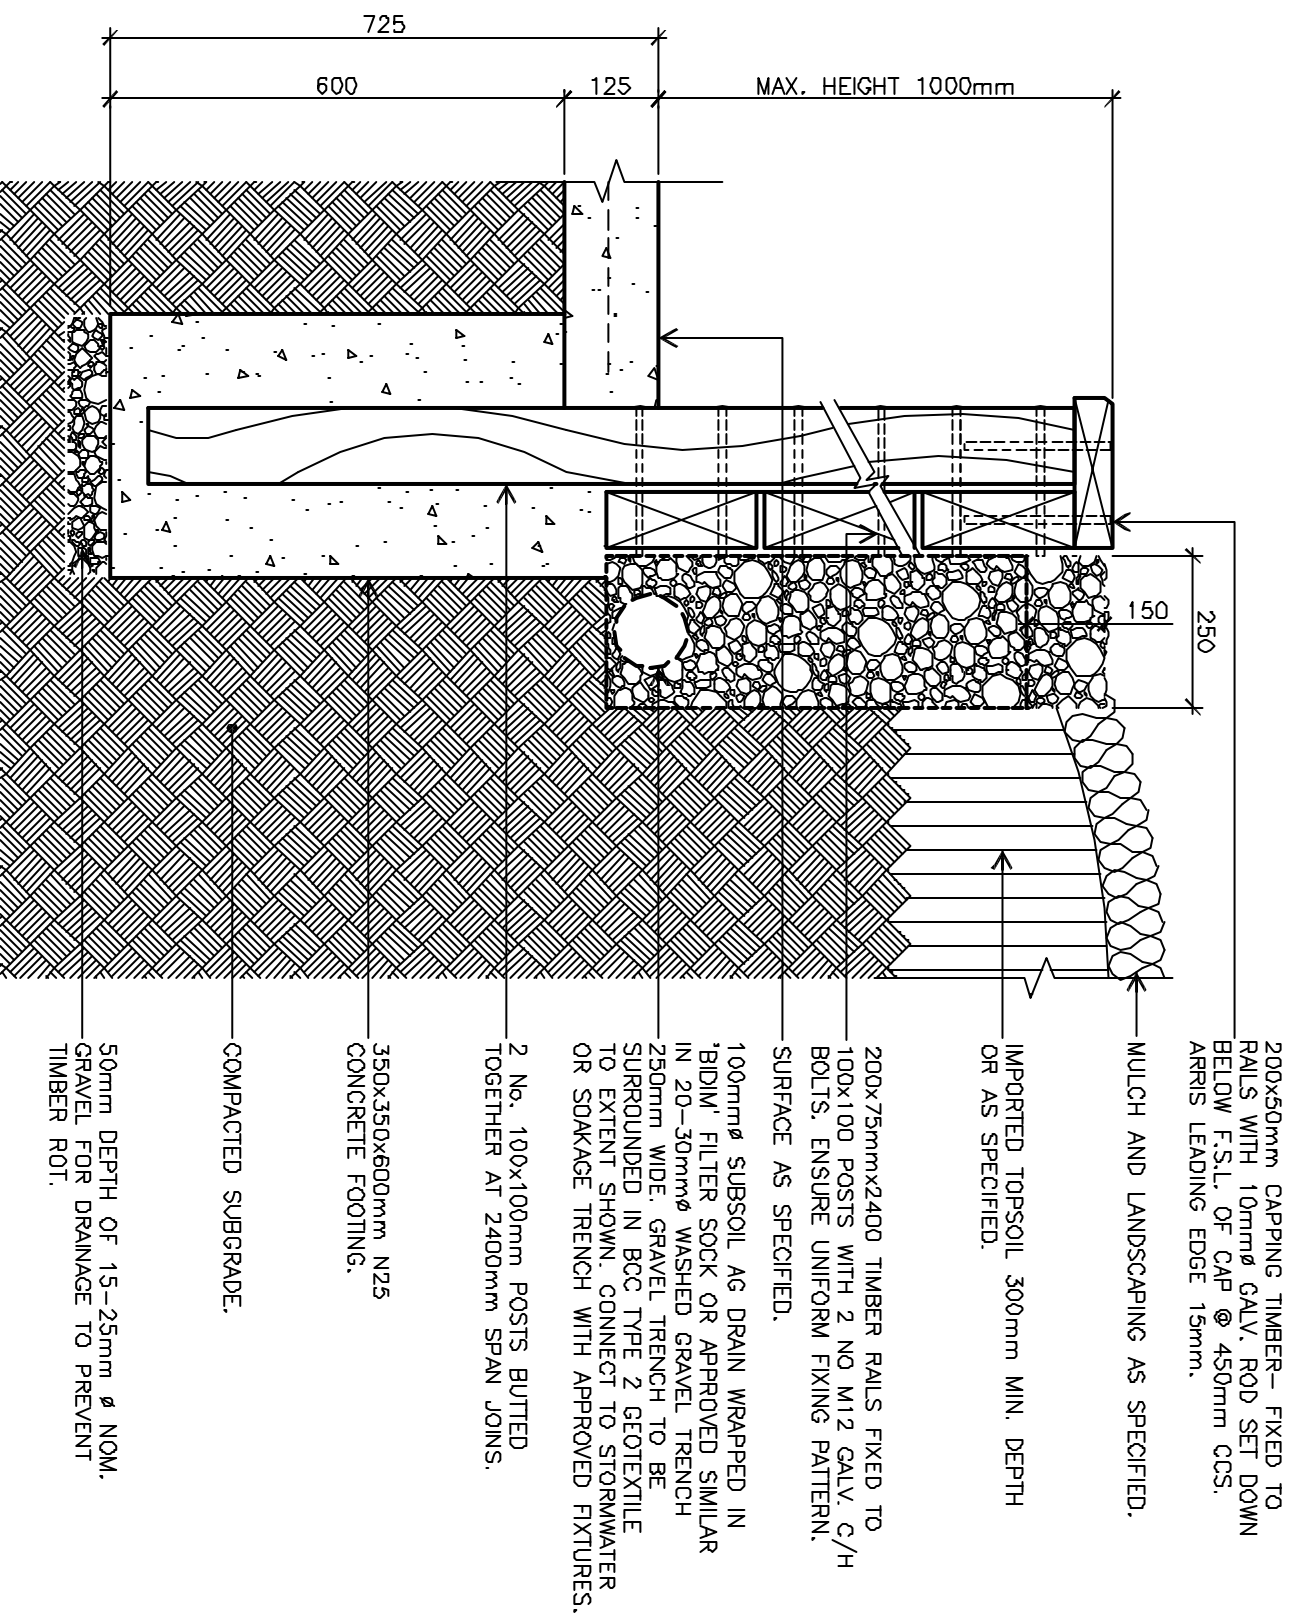 725
600
125
MAX. HEIGHT 1000mm
150
250
200x50mm CAPPING TIMBER- FIXED TO
RAILS WITH 10mmø GALV. ROD SET DOWN
BELOW F.S.L. OF CAP @ 450mm CCS.
ARRIS LEADING EDGE 15mm.
MULCH AND LANDSCAPING AS SPECIFIED.
IMPORTED TOPSOIL 300mm MIN. DEPTH
OR AS SPECIFIED.
200x75mmx2400 TIMBER RAILS FIXED TO
100x100 POSTS WITH 2 NO M12 GALV. C/H
BOLTS. ENSURE UNIFORM FIXING PATTERN.
SURFACE AS SPECIFIED.
100mmø SUBSOIL AG DRAIN WRAPPED IN
'BIDIM' FILTER SOCK OR APPROVED SIMILAR
IN 20-30mmø WASHED GRAVEL TRENCH
250mm WIDE. GRAVEL TRENCH TO BE
SURROUNDED IN BCC TYPE 2 GEOTEXTILE
TO EXTENT SHOWN. CONNECT TO STORMWATER
OR SOAKAGE TRENCH WITH APPROVED FIXTURES.
2 No. 100x100mm POSTS BUTTED
TOGETHER AT 2400mm SPAN JOINS.
350x350x600mm N25
CONCRETE FOOTING.
COMPACTED SUBGRADE.
50mm DEPTH OF 15-25mm ø NOM.
GRAVEL FOR DRAINAGE TO PREVENT
TIMBER ROT.